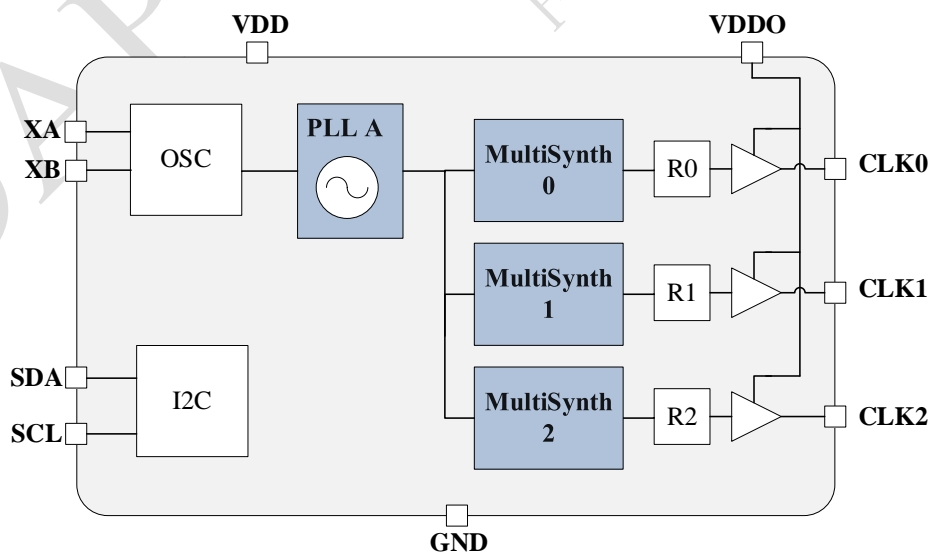 VDD
VDDO
XA
XB
OSC
PLL A
MultiSynth
0
R0
CLK0
MultiSynth
1
R1
CLK1
SDA
SCL
I2C
MultiSynth
2
R2
CLK2
GND